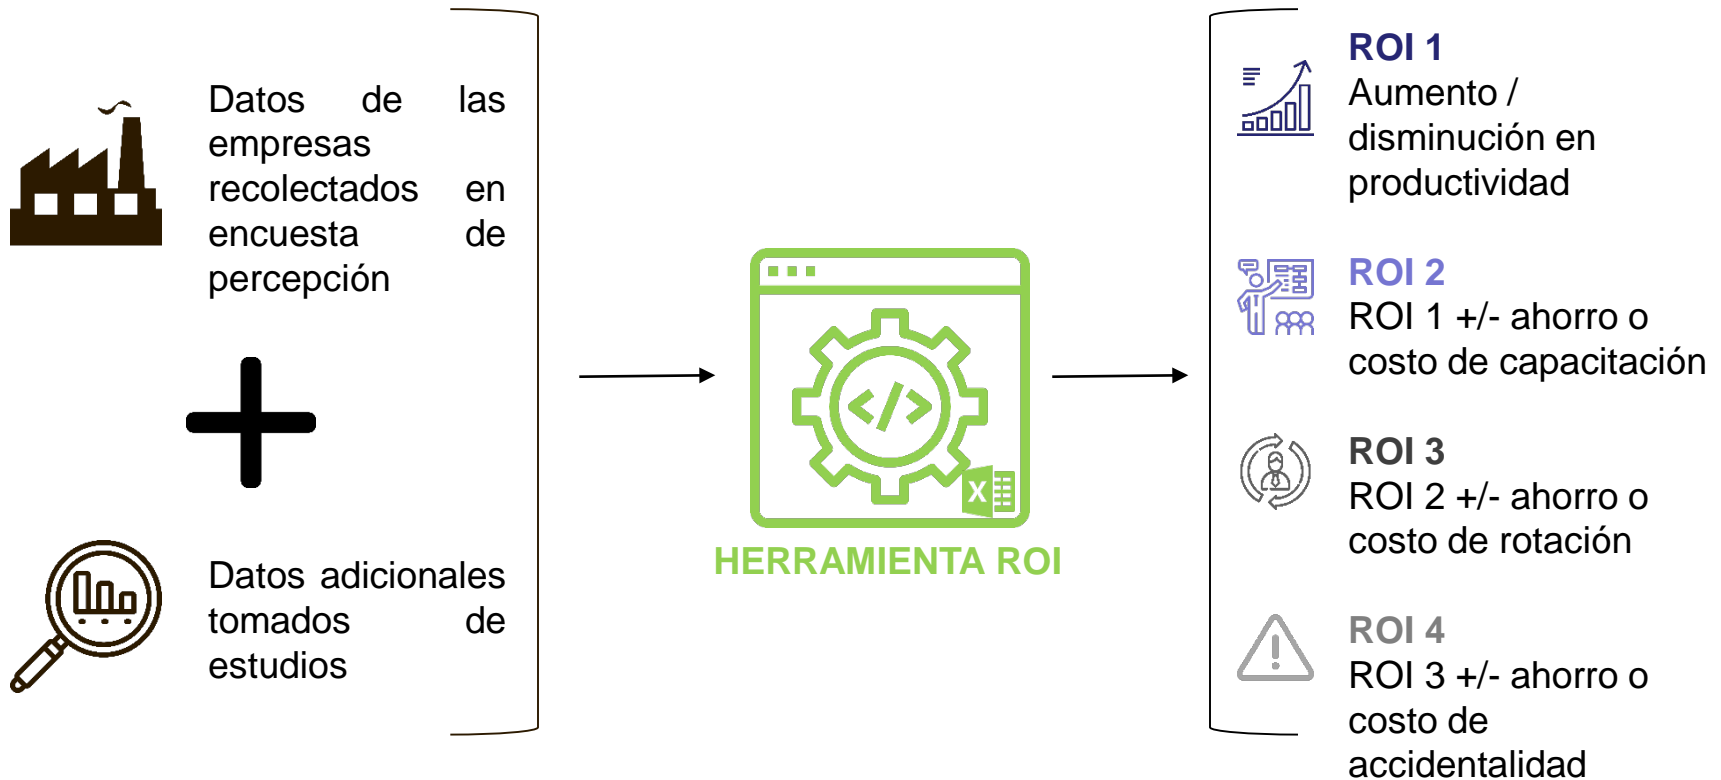 Datos de las
empresas
recolectados en
encuesta de
percepción
Datos adicionales
tomados de
estudios
</>
X
HERRAMIENTA ROI
ROI 1
Aumento /
disminución en
productividad
ROI 2
ROI 1 +/- ahorro o
costo de capacitación
ROI 3
ROI 2 +/- ahorro o
costo de rotación
ROI 4
ROI 3 +/- ahorro o
costo de
accidentalidad